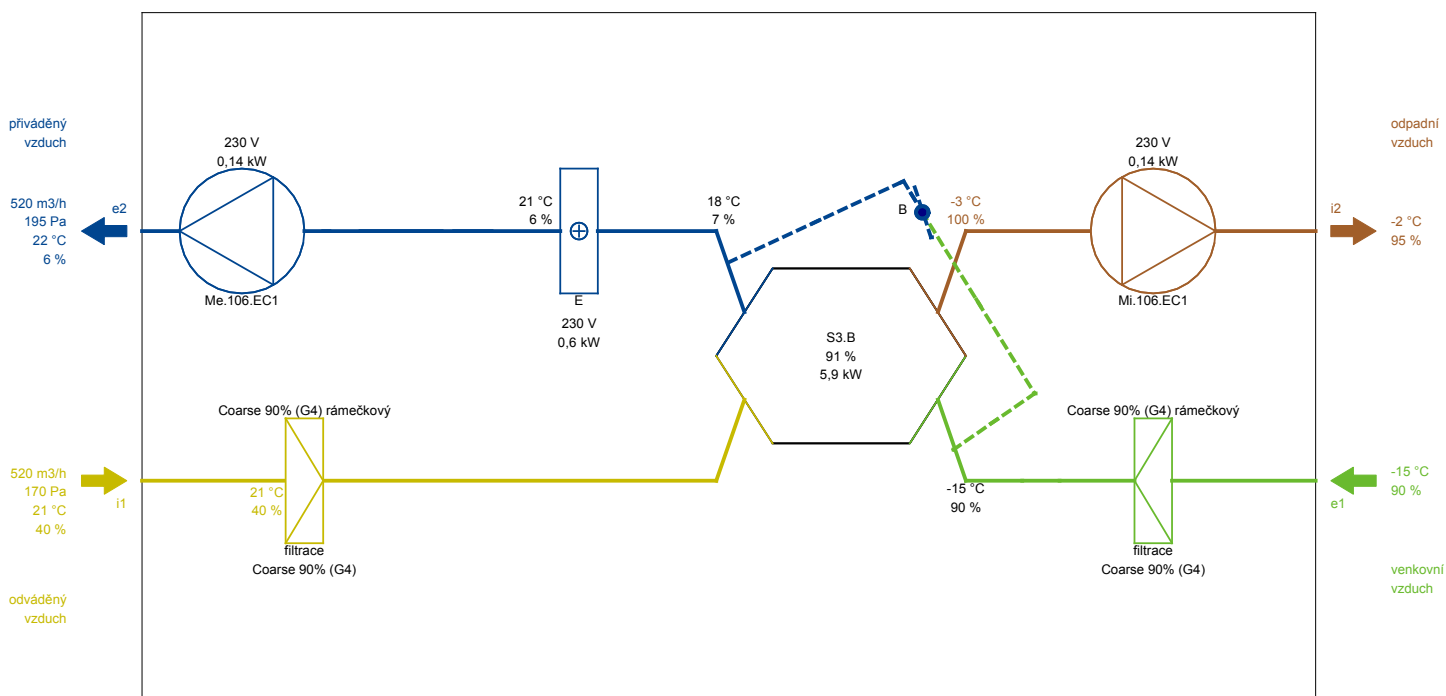 přiváděný
vzduch
520 m3/h
195 Pa
22 °C
6 %
e2
230 V
0,14 kW
Me.106.EC1
21 °C
6 %
E
230 V
0,6 kW
18 °C
7 %
B
-3 °C
100 %
230 V
0,14 kW
Mi.106.EC1
odpadní
vzduch
i2
-2 °C
95 %
S3.B
91 %
5,9 kW
Coarse 90% (G4) rámečkový
520 m3/h
170 Pa
21 °C
40 %
i1
21 °C
40 %
filtrace
Coarse 90% (G4)
odváděný
vzduch
-15 °C
90 %
Coarse 90% (G4) rámečkový
filtrace
Coarse 90% (G4)
-15 °C
90 %
e1
venkovní
vzduch